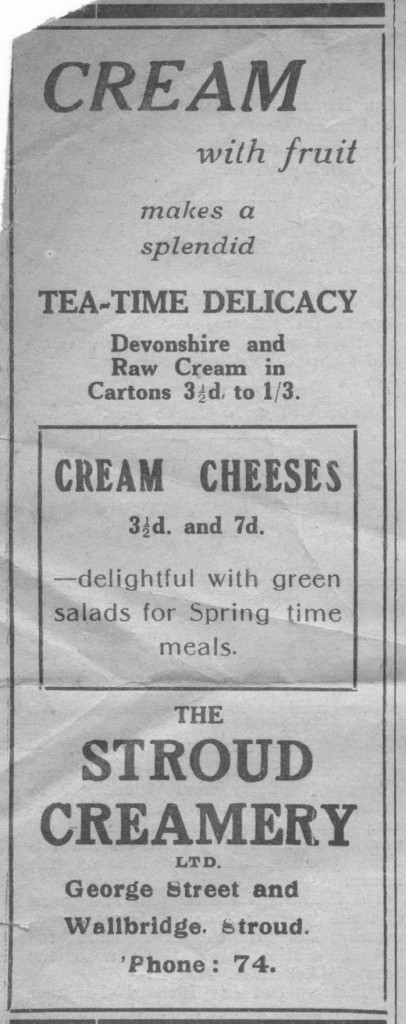 CREAM
with fruit
makes a
splendid
TEA-TIME DELICACY
Devonshire and
Raw Cream in
Cartons 3½d. to 1/3.
CREAM CHEESES
3½d. and 7d.
—delightful with green
salads for Spring time
meals.
THE
STROUD
CREAMERY
LTD.
George Street and
Wallbridge. Stroud.
'Phone: 74.